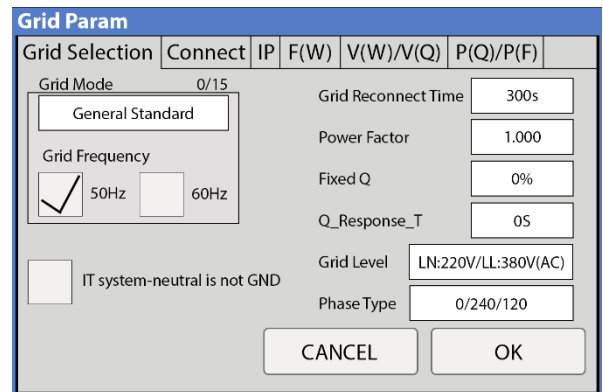 Grid Param
Grid Selection Connect IP F(W) V(W)/V(Q) P(Q)/P(F)
Grid Mode 0/15
General Standard
Grid Frequency
50Hz 60Hz
IT system-neutral is not GND
Grid Reconnect Time 300s
Power Factor 1.000
Fixed Q 0%
Q_Response_T 0S
Grid Level LN:220V/LL:380V(AC)
Phase Type 0/240/120
CANCEL OK